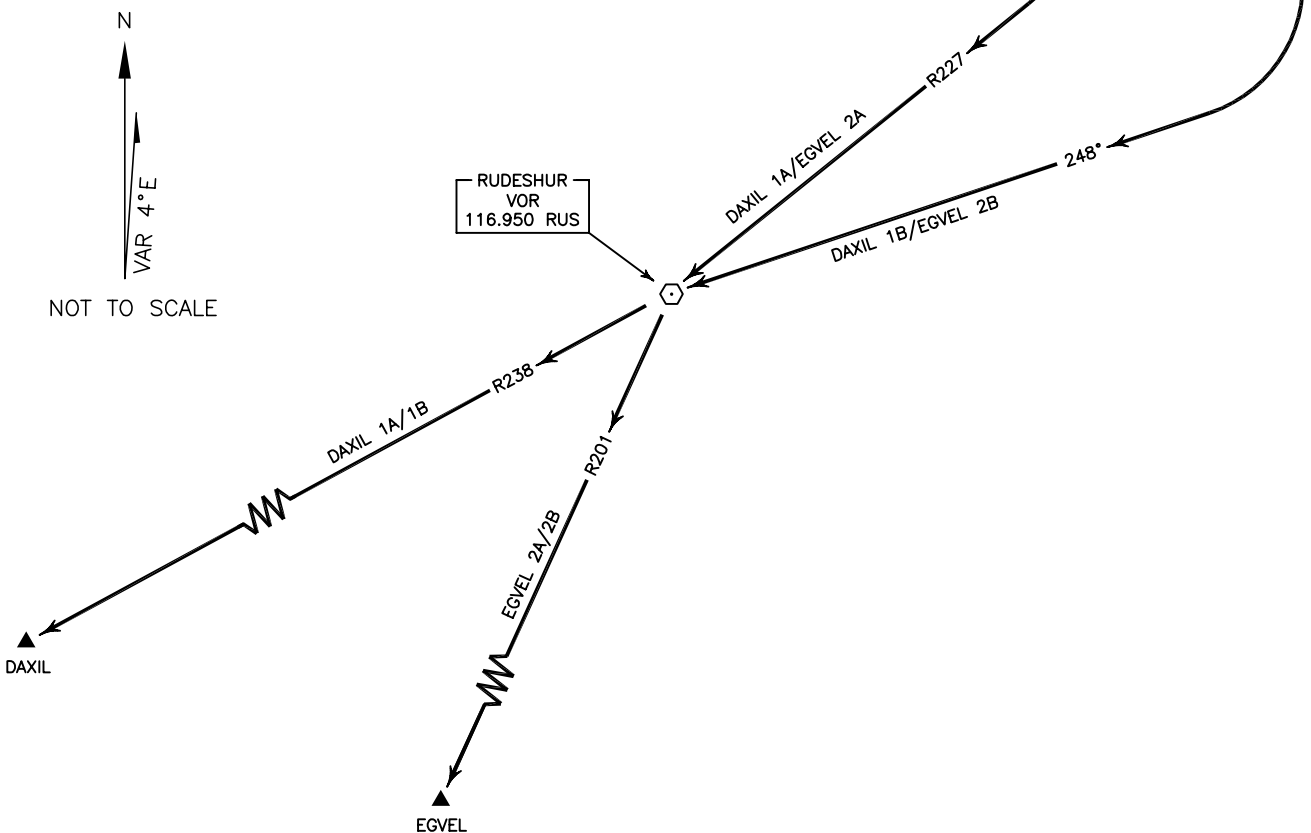 N
VAR 4°E
NOT TO SCALE
R227
DAXIL 1A/EGVEL 2A
248°
DAXIL 1B/EGVEL 2B
RUDESHUR
VOR
116.950 RUS
R238
DAXIL 1A/1B
R201
EGVEL 2A/2B
DAXIL
EGVEL